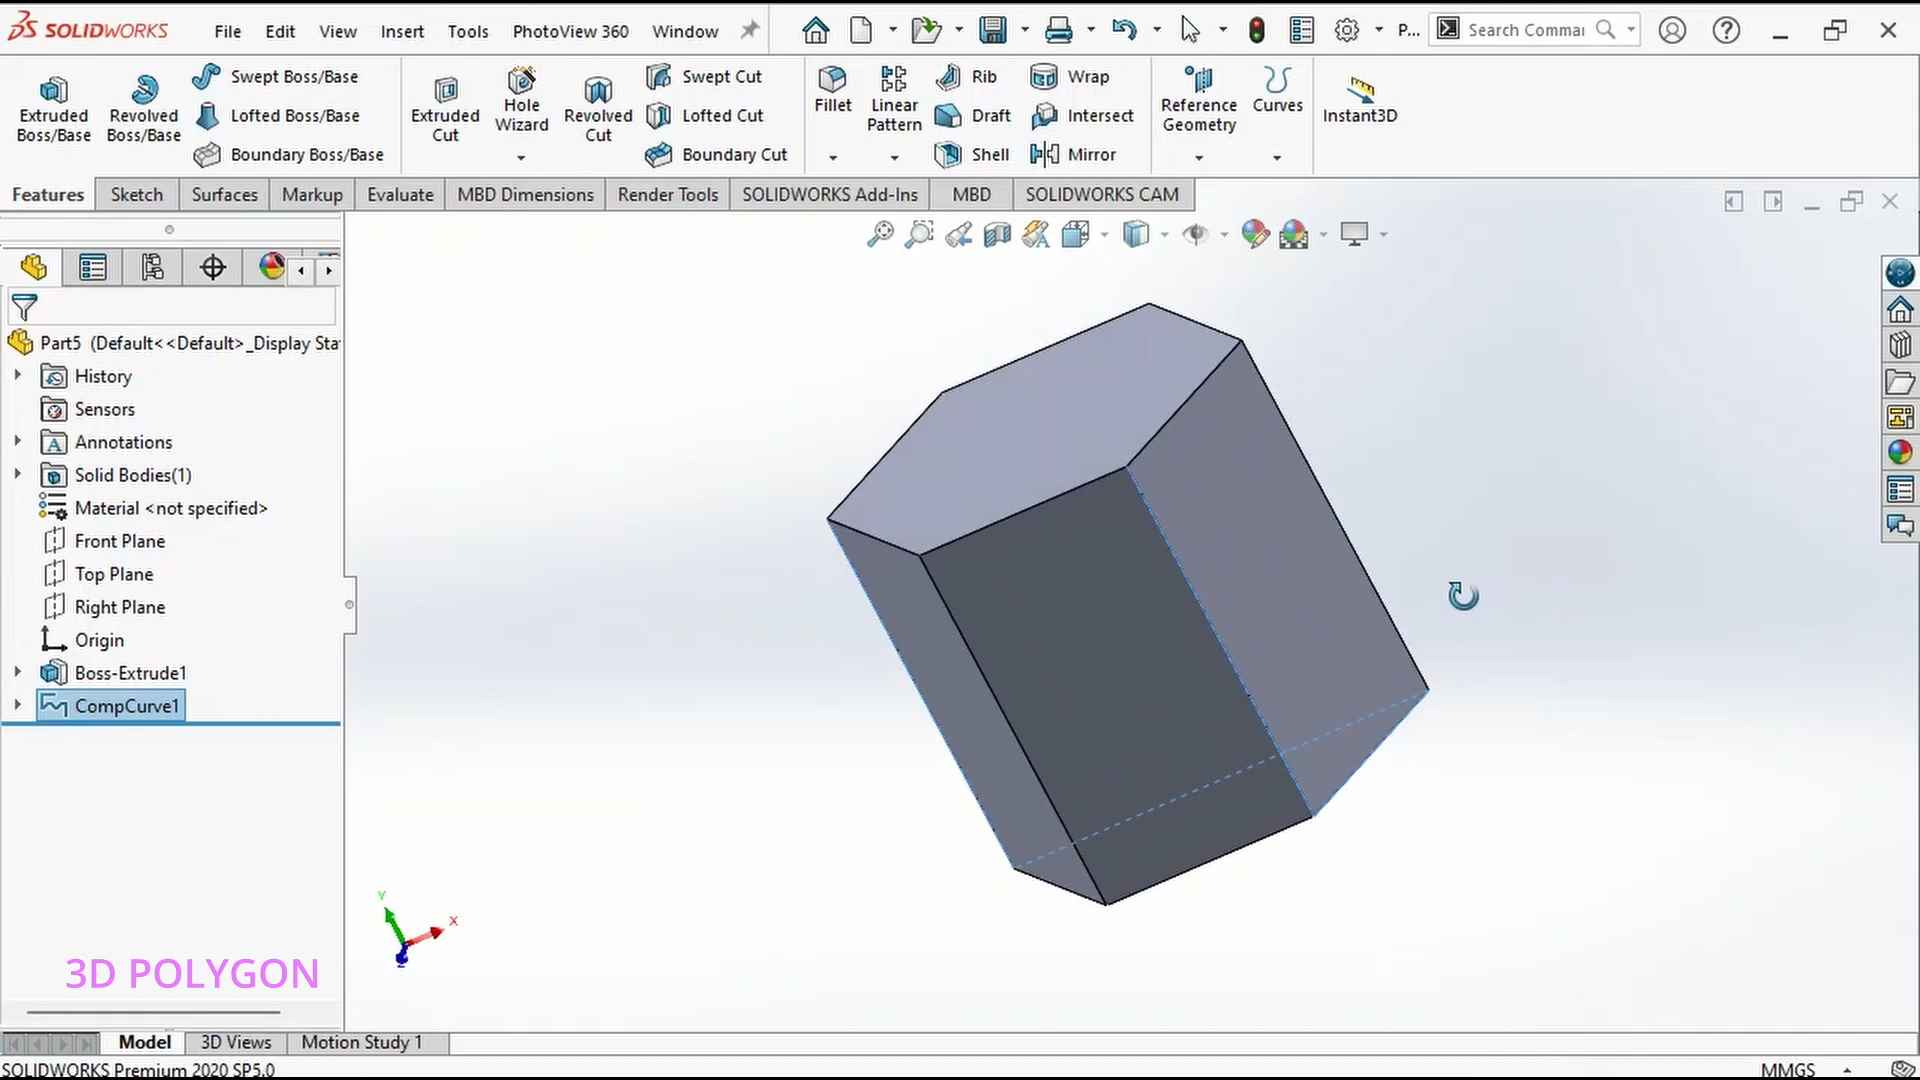 SOLIDWORKS File Edit View Insert Tools PhotoView 360 Window P... Search Commar
Extruded Boss/Base
Revolved Boss/Base
Swept Boss/Base
Lofted Boss/Base
Boundary Boss/Base
Extruded Cut
Hole Wizard
Revolved Cut
Swept Cut
Lofted Cut
Boundary Cut
Fillet
Linear Pattern
Rib
Draft
Shell
Wrap
Intersect
Mirror
Reference Geometry
Curves
Instant3D
Features Sketch Surfaces Markup Evaluate MBD Dimensions Render Tools SOLIDWORKS Add-Ins MBD SOLIDWORKS CAM
Part5 (Default<<Default>_Display Sta
History
Sensors
Annotations
Solid Bodies(1)
Material <not specified>
Front Plane
Top Plane
Right Plane
Origin
Boss-Extrude1
CompCurve1
Y
X
3D POLYGON
Model 3D Views Motion Study 1
SOLIDWORKS Premium 2020 SP5.0 MMGS